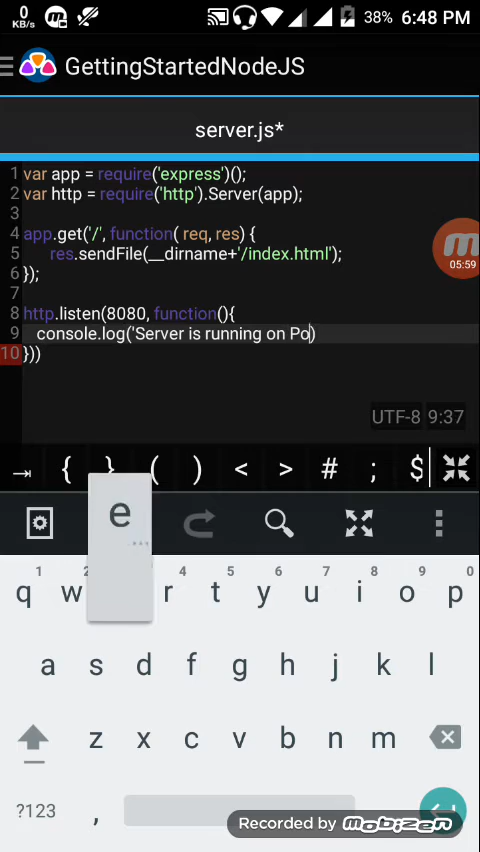 0
KB/s
38% 6:48 PM
GettingStartedNodeJS
server.js*
1 var app = require('express')();
2 var http = require('http').Server(app);
3
4 app.get('/', function( req, res) {
5 res.sendFile(__dirname+'/index.html');
6 });
7
8 http.listen(8080, function(){
9 console.log('Server is running on Po)
10 }))
05:59
UTF-8 9:37
{ } ( ) < > # ; $
e
...
1 2 4 5 6 7 8 9 0
q w r t y u i o p
a s d f g h j k l
z x c v b n m
?123 ,
Recorded by mobizen